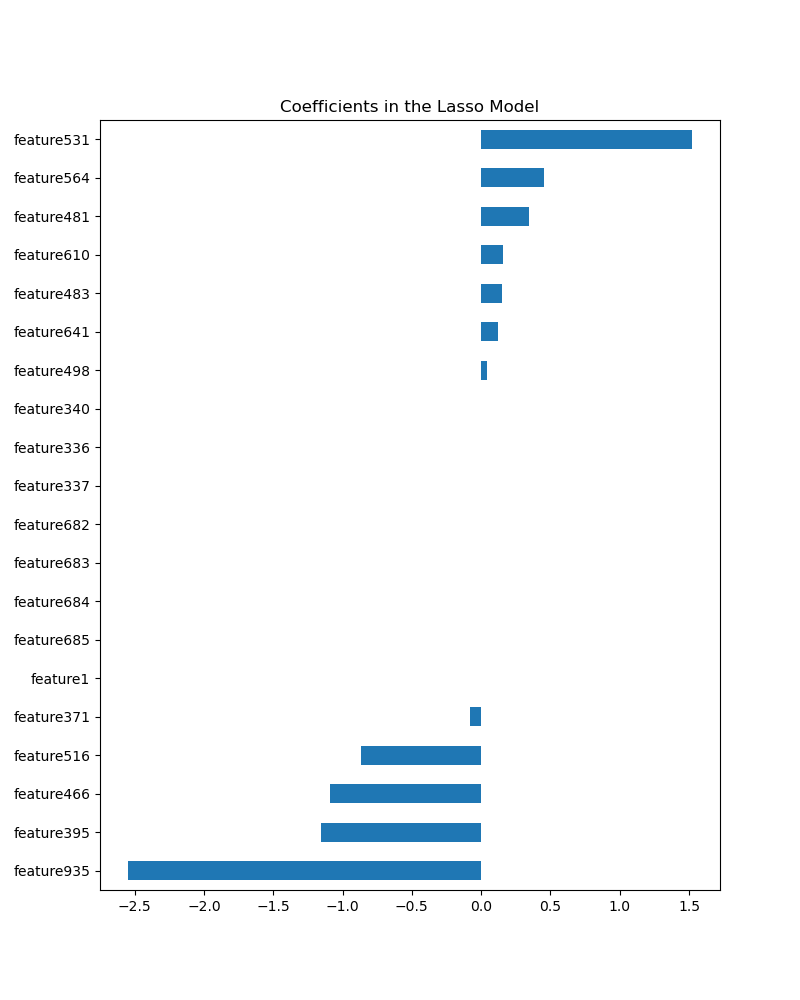 Coefficients in the Lasso Model
feature531
feature564
feature481
feature610
feature483
feature641
feature498
feature340
feature336
feature337
feature682
feature683
feature684
feature685
feature1
feature371
feature516
feature466
feature395
feature935
−2.5 −2.0 −1.5 −1.0 −0.5 0.0 0.5 1.0 1.5